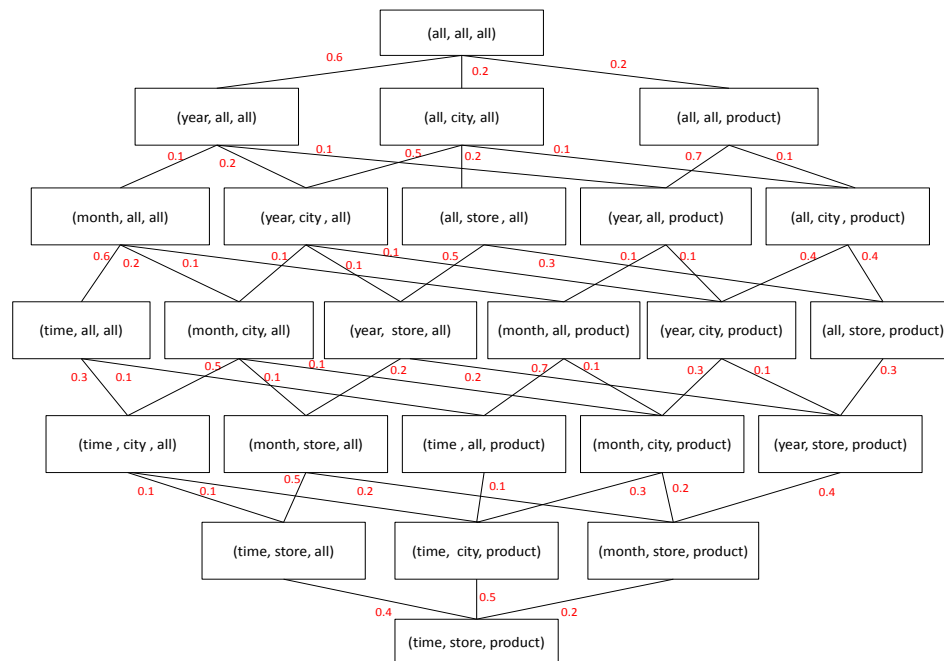 (all, all, all)
0.6
0.2
0.2
(year, all, all)
(all, city, all)
(all, all, product)
0.1
0.2
0.1
0.5
0.2
0.1
0.7
0.1
(month, all, all)
(year, city , all)
(all, store , all)
(year, all, product)
(all, city , product)
0.6
0.2
0.1
0.1
0.1
0.1
0.5
0.3
0.1
0.1
0.4
0.4
(time, all, all)
(month, city, all)
(year, store, all)
(month, all, product)
(year, city, product)
(all, store, product)
0.3
0.1
0.5
0.1
0.1
0.2
0.2
0.7
0.1
0.3
0.1
0.3
(time , city , all)
(month, store, all)
(time , all, product)
(month, city, product)
(year, store, product)
0.1
0.1
0.5
0.2
0.1
0.3
0.2
0.4
(time, store, all)
(time, city, product)
(month, store, product)
0.4
0.5
0.2
(time, store, product)